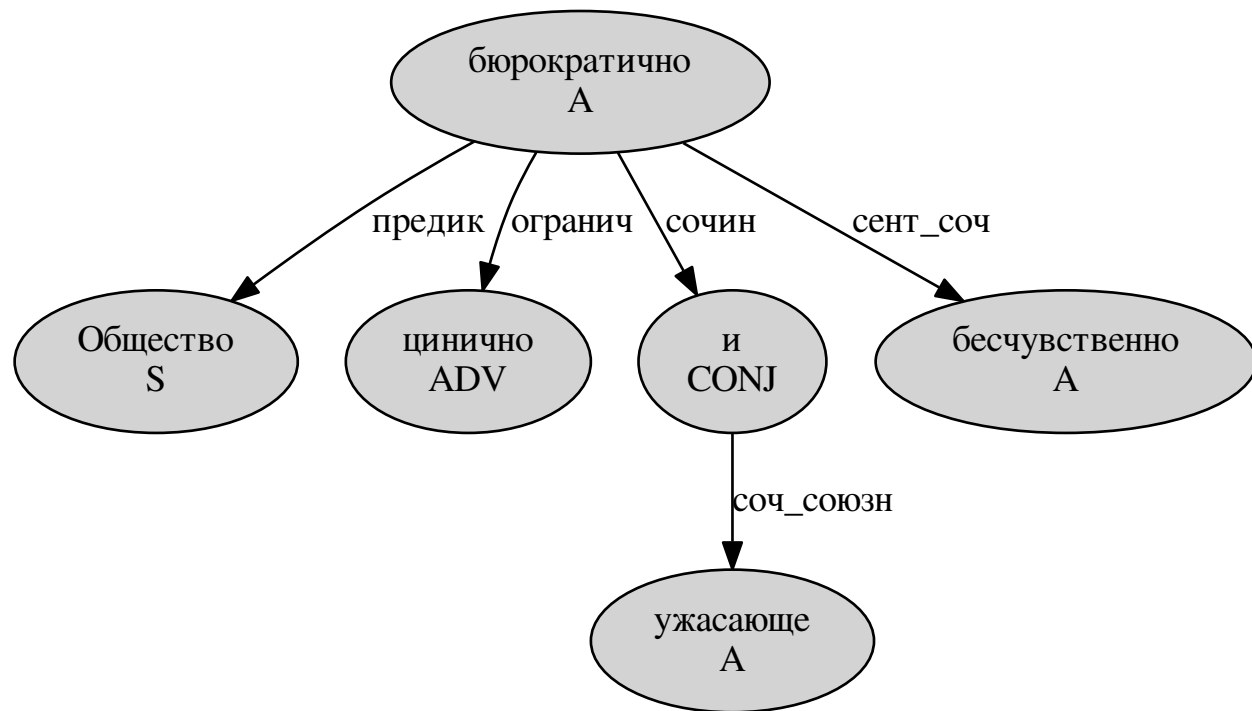 бюрократично
A
предик
огранич
сочин
сент_соч
Общество
S
цинично
ADV
и
CONJ
бесчувственно
A
соч_союзн
ужасающе
A